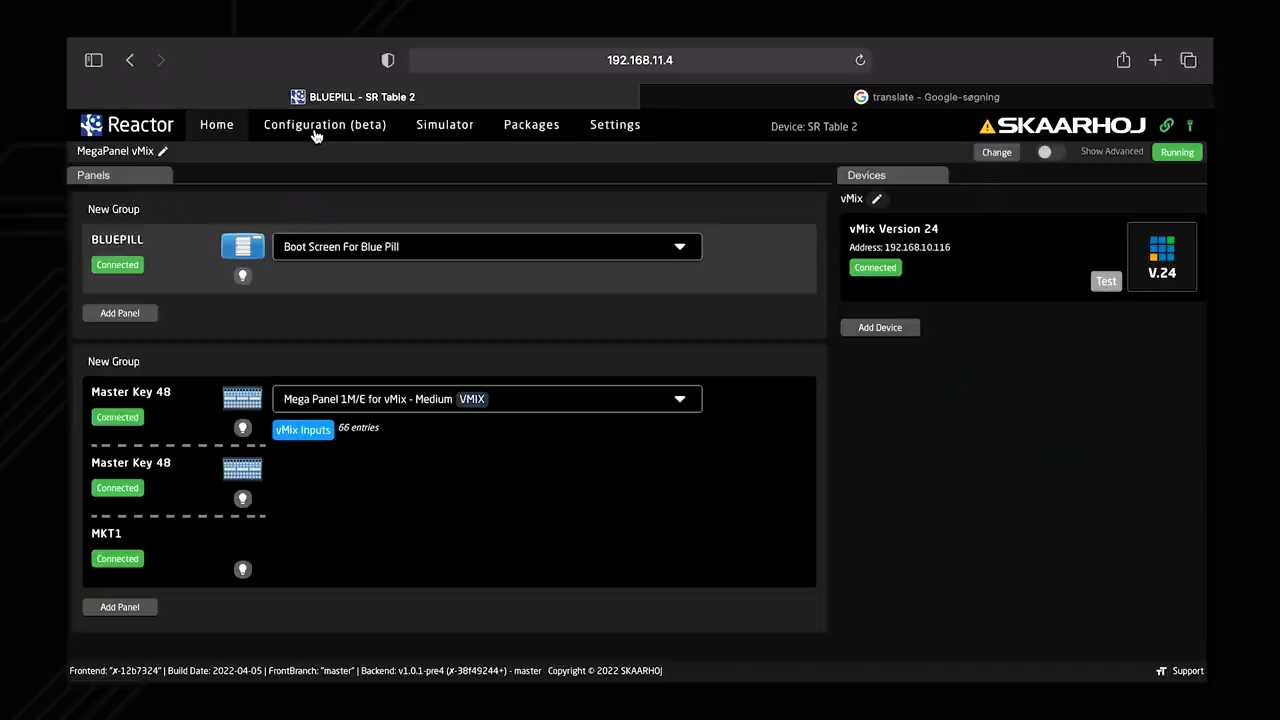 192.168.11.4
BLUEPILL - SR Table 2
translate - Google-søgning
Reactor
Home
Configuration (beta)
Simulator
Packages
Settings
Device: SR Table 2
SKAARHOJ
MegaPanel vMix
Change
Show Advanced
Running
Panels
New Group
BLUEPILL
Connected
Boot Screen For Blue Pill
Add Panel
New Group
Master Key 48
Connected
Mega Panel 1M/E for vMix - Medium VMIX
vMix Inputs 66 entries
Master Key 48
Connected
MKT1
Connected
Add Panel
Devices
vMix
vMix Version 24
Address: 192.168.10.116
Connected
Test
V.24
Add Device
Frontend: "X-12b7324" | Build Date: 2022-04-05 | FrontBranch: "master" | Backend: v1.0.1-pre4 (X-38f49244+) - master Copyright © 2022 SKAARHOJ
Support